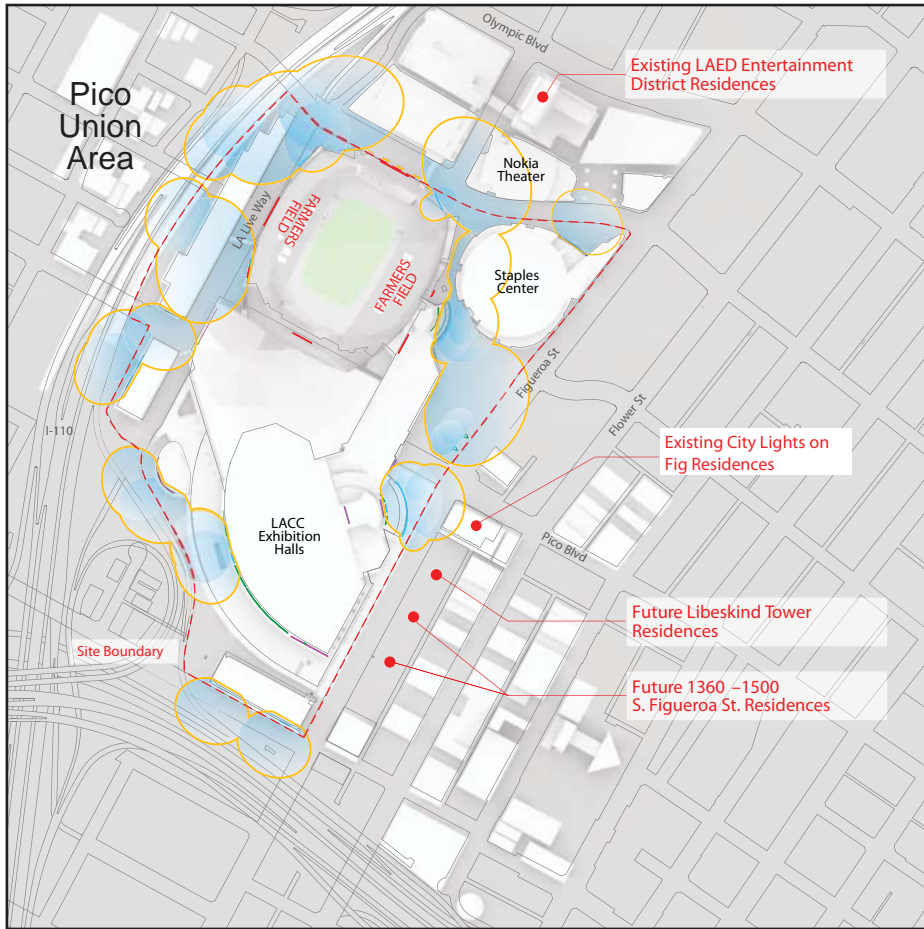 Olympic Blvd
Existing LAED Entertainment
District Residences
Pico
Union
Area
Nokia
Theater
LA Live Way
FARMERS
FIELD
FARMERS
FIELD
Staples
Center
Figueroa St
Flower St
I-110
Existing City Lights on
Fig Residences
LACC
Exhibition
Halls
Pico Blvd
Future Libeskind Tower
Residences
Site Boundary
Future 1360 –1500
S. Figueroa St. Residences